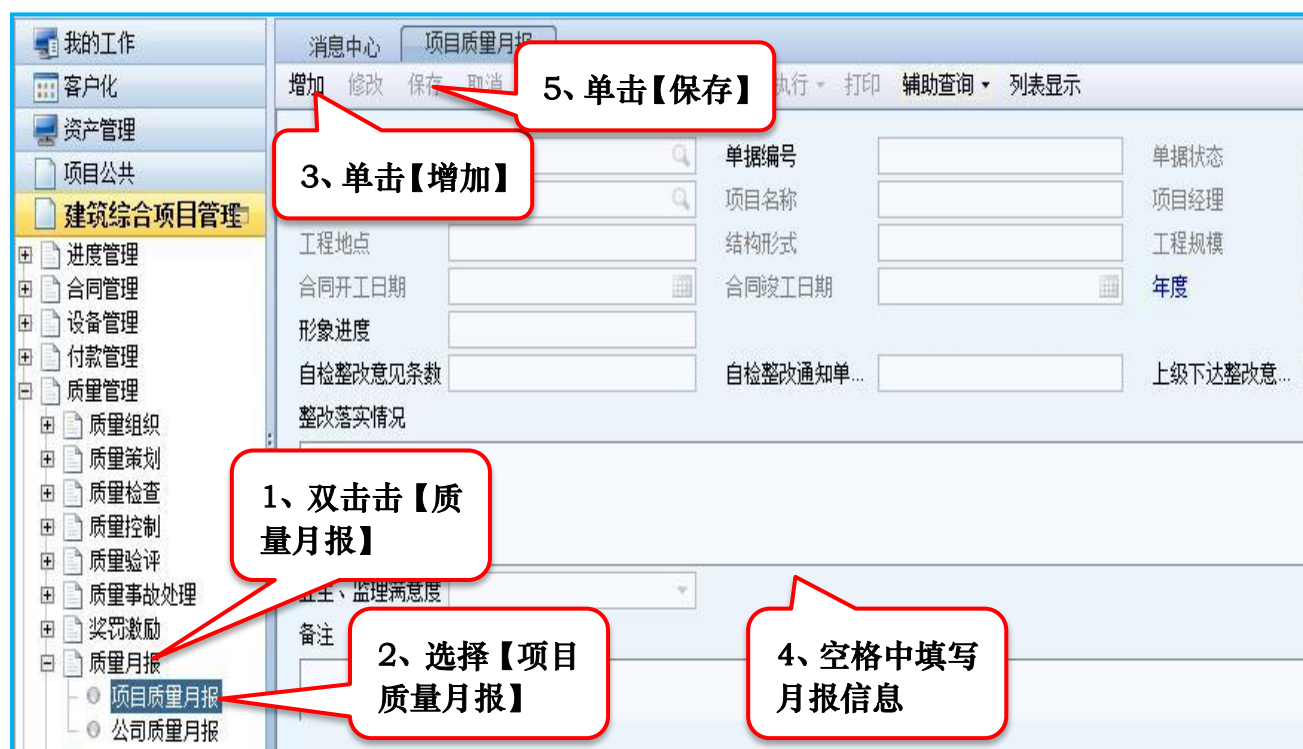 我的工作
客户化
资产管理
项目公共
建筑综合项目管理
进度管理
合同管理
设备管理
付款管理
质量管理
质量组织
质量策划
质量检查
质量控制
质量验评
质量事故处理
奖罚激励
质量月报
项目质量月报
公司质量月报
消息中心 项目质量月报
增加 修改 保存 取消 执行 打印 辅助查询 列表显示
5、单击【保存】
3、单击【增加】
单据编号 单据状态
项目名称 项目经理
工程地点 结构形式 工程规模
合同开工日期 合同竣工日期 年度
形象进度
自检整改意见条数 自检整改通知单... 上级下达整改意...
整改落实情况
1、双击击【质
量月报】
监理满意度
备注
2、选择【项目
质量月报】
4、空格中填写
月报信息